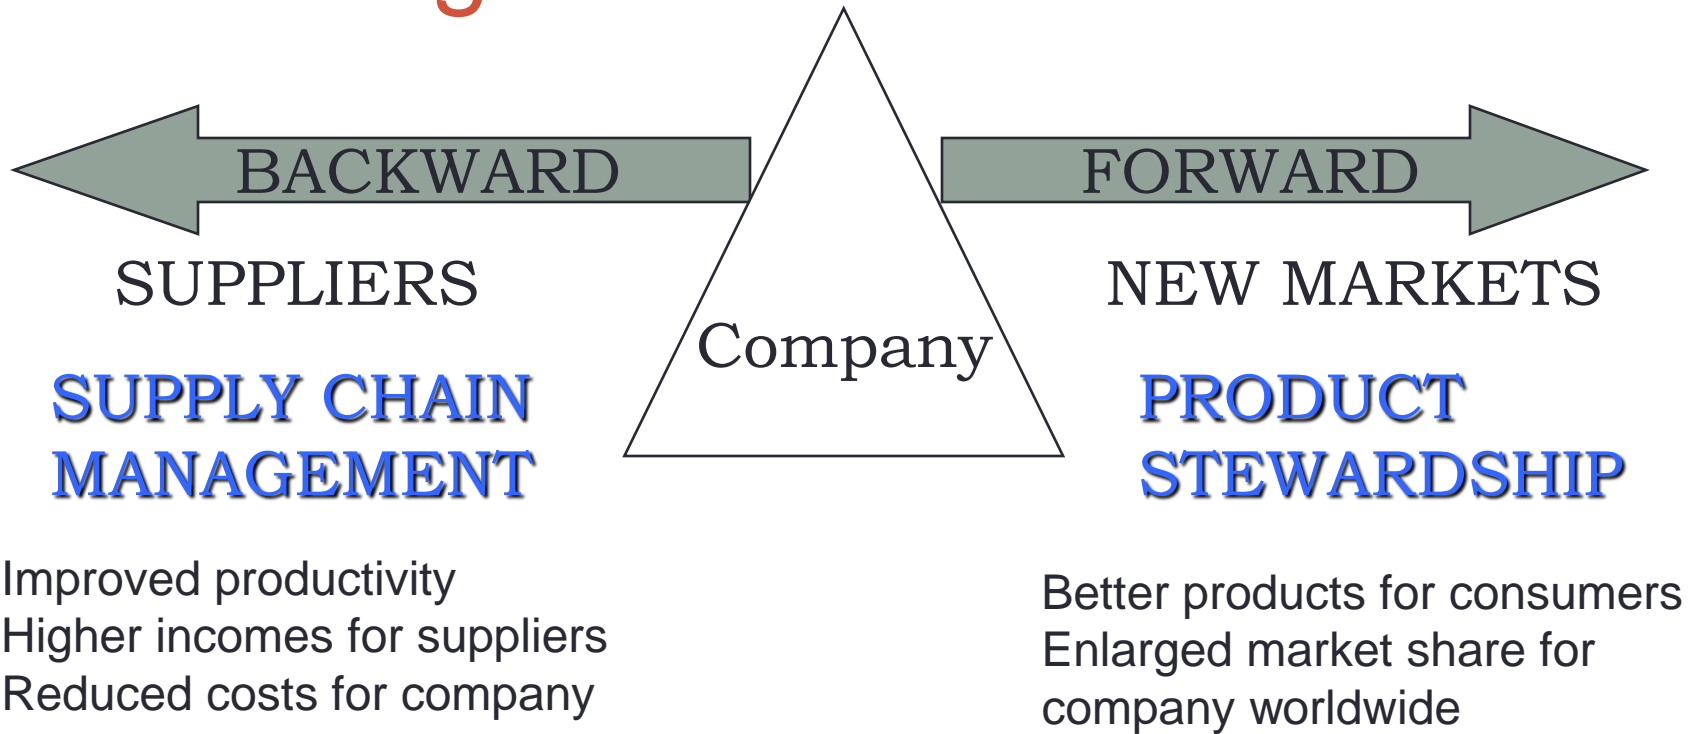 BACKWARD
FORWARD
SUPPLIERS
NEW MARKETS
Company
SUPPLY CHAIN
MANAGEMENT
PRODUCT
STEWARDSHIP
Improved productivity
Higher incomes for suppliers
Reduced costs for company
Better products for consumers
Enlarged market share for
company worldwide